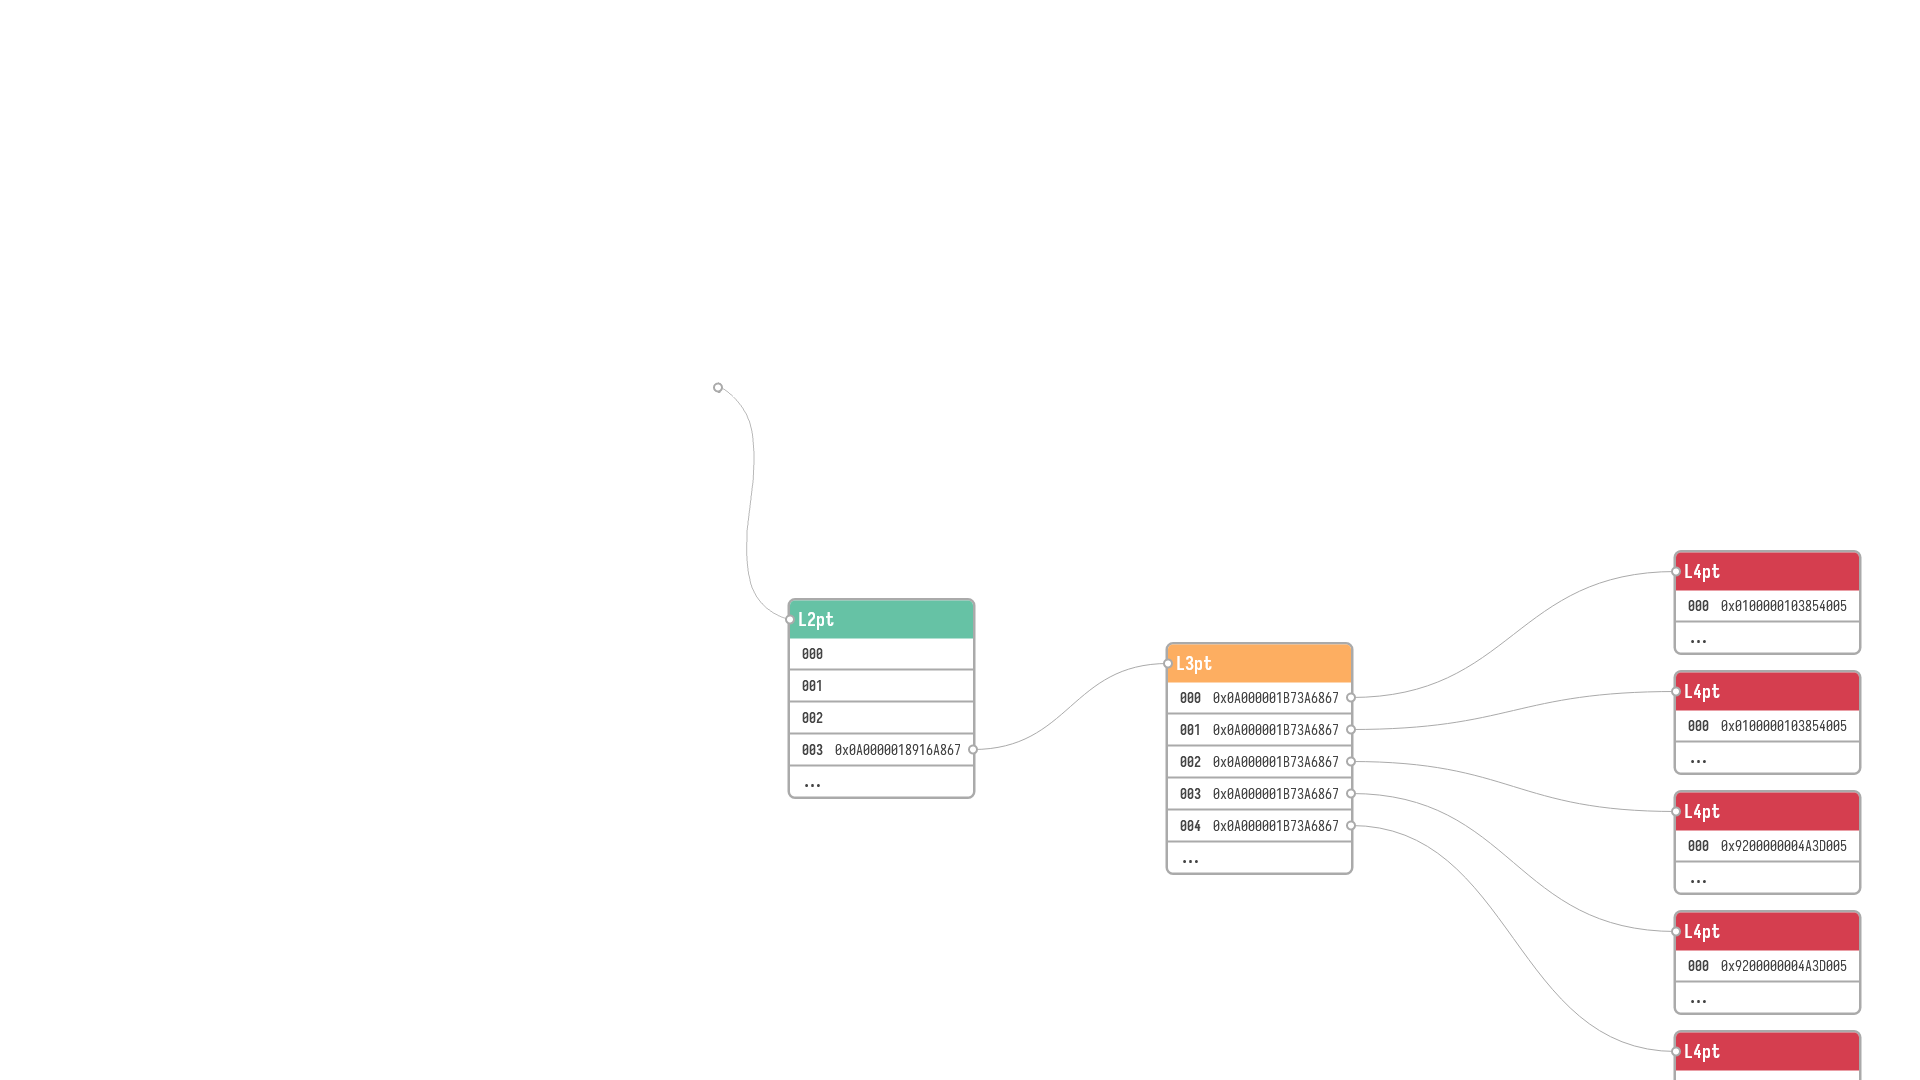 L2pt
000
001
002
003 0x0A0000018916A867
...
L3pt
000 0x0A000001B73A6867
001 0x0A000001B73A6867
002 0x0A000001B73A6867
003 0x0A000001B73A6867
004 0x0A000001B73A6867
...
L4pt
000 0x0100000103854005
...
L4pt
000 0x0100000103854005
...
L4pt
000 0x9200000004A3D005
...
L4pt
000 0x9200000004A3D005
...
L4pt